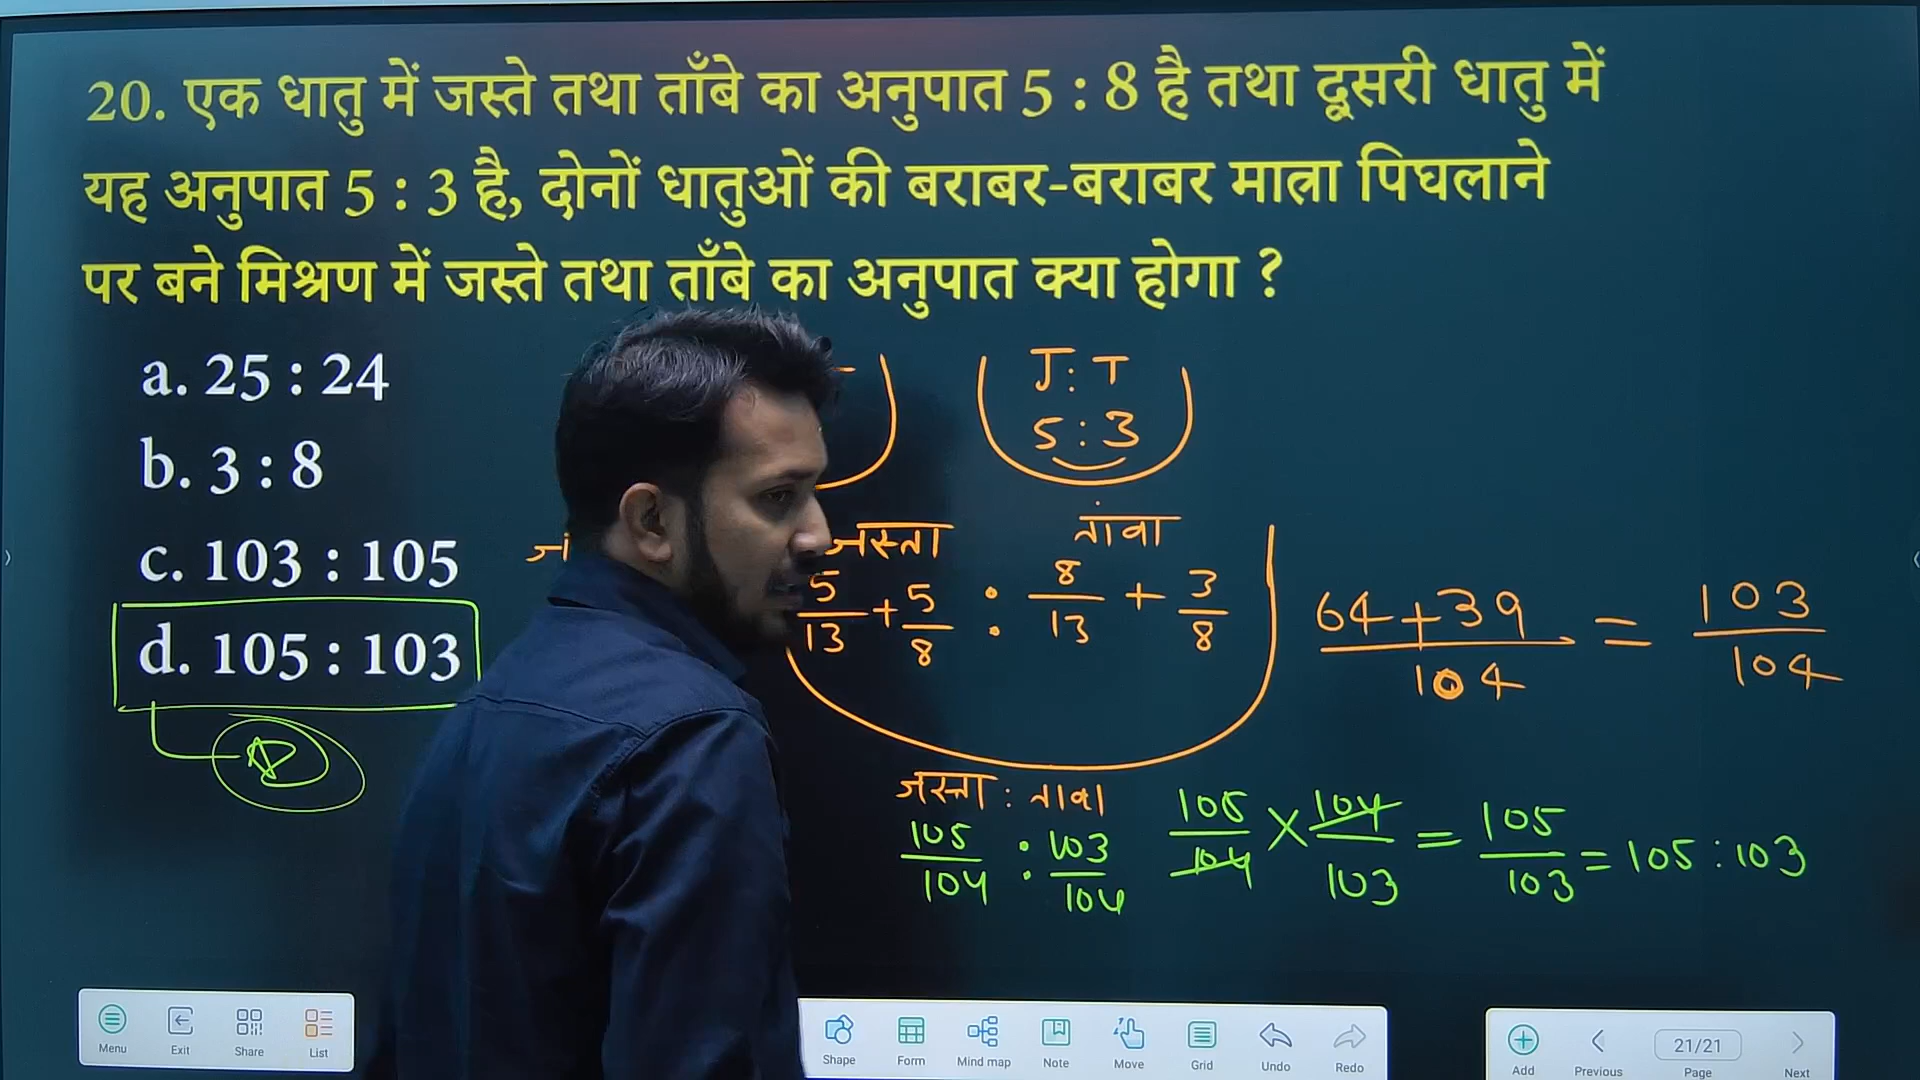 20. एक धातु में जस्ते तथा ताँबे का अनुपात 5 : 8 है तथा दूसरी धातु में
यह अनुपात 5 : 3 है, दोनों धातुओं की बराबर-बराबर मात्रा पिघलाने
पर बने मिश्रण में जस्ते तथा ताँबे का अनुपात क्या होगा ?
a. 25 : 24
b. 3 : 8
c. 103 : 105
d. 105 : 103
D
J : T
5 : 3
जस्ता तांबा
5/13 + 5/8 : 8/13 + 3/8
64+39/104 = 103/104
जस्ता : तांबा
105/104 : 103/104
105/104 × 104/103 = 105/103 = 105 : 103
Menu Exit Share List
Shape Form Mind map Note Move Grid Undo Redo
Add Previous 21/21 Page Next